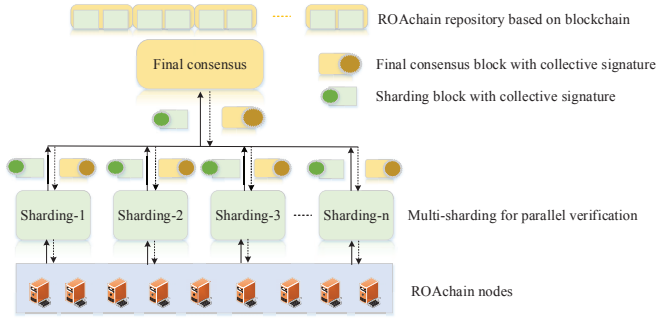 ROAchain repository based on blockchain
Final consensus
Final consensus block with collective signature
Sharding block with collective signature
Sharding-1
Sharding-2
Sharding-3
Sharding-n
Multi-sharding for parallel verification
ROAchain nodes